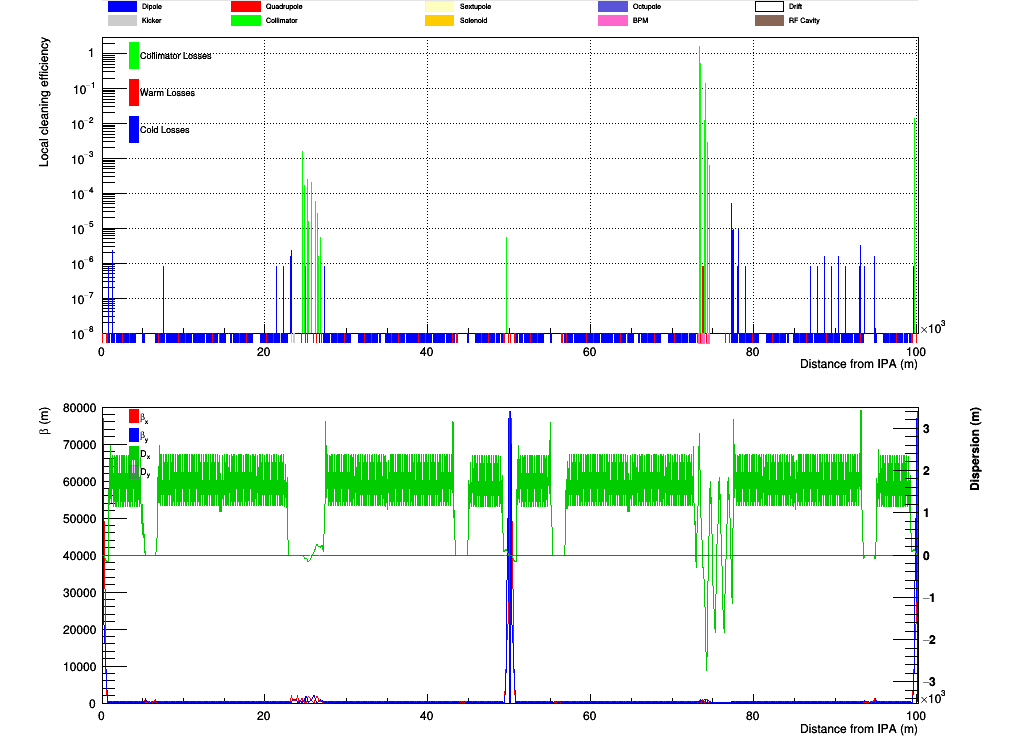 Dipole Quadrupole Sextupole Octupole Drift
Kicker Collimator Solenoid BPM RF Cavity
Local cleaning efficiency
1
10⁻¹
10⁻²
10⁻³
10⁻⁴
10⁻⁵
10⁻⁶
10⁻⁷
10⁻⁸
Collimator Losses
Warm Losses
Cold Losses
0 20 40 60 80 100
×10³
Distance from IPA (m)
β (m)
80000
70000
60000
50000
40000
30000
20000
10000
0
βx
βy
Dx
Dy
3
2
1
0
−1
−2
−3
Dispersion (m)
×10³
0 20 40 60 80 100
Distance from IPA (m)